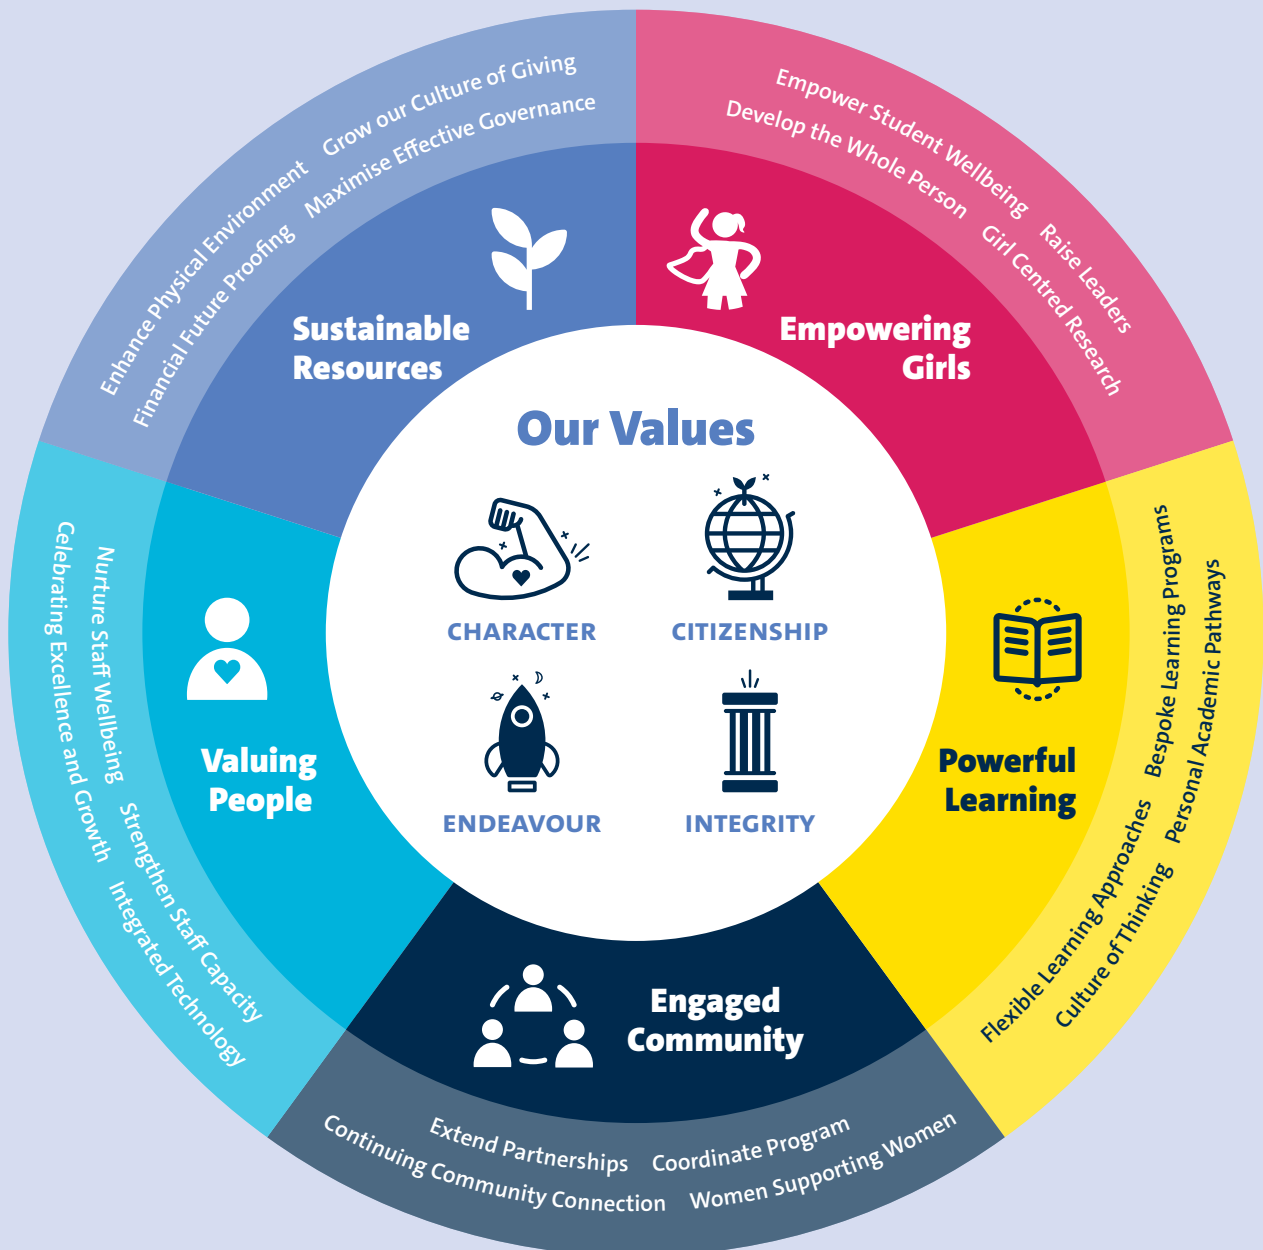 Our Values
CHARACTER
CITIZENSHIP
ENDEAVOUR
INTEGRITY
Empowering
Girls
Empower Student Wellbeing
Raise Leaders
Develop the Whole Person
Girl Centred Research
Powerful
Learning
Bespoke Learning Programs
Personal Academic Pathways
Flexible Learning Approaches
Culture of Thinking
Engaged
Community
Extend Partnerships
Coordinate Program
Continuing Community Connection
Women Supporting Women
Valuing
People
Nurture Staff Wellbeing
Strengthen Staff Capacity
Celebrating Excellence and Growth
Integrated Technology
Sustainable
Resources
Enhance Physical Environment
Grow our Culture of Giving
Financial Future Proofing
Maximise Effective Governance